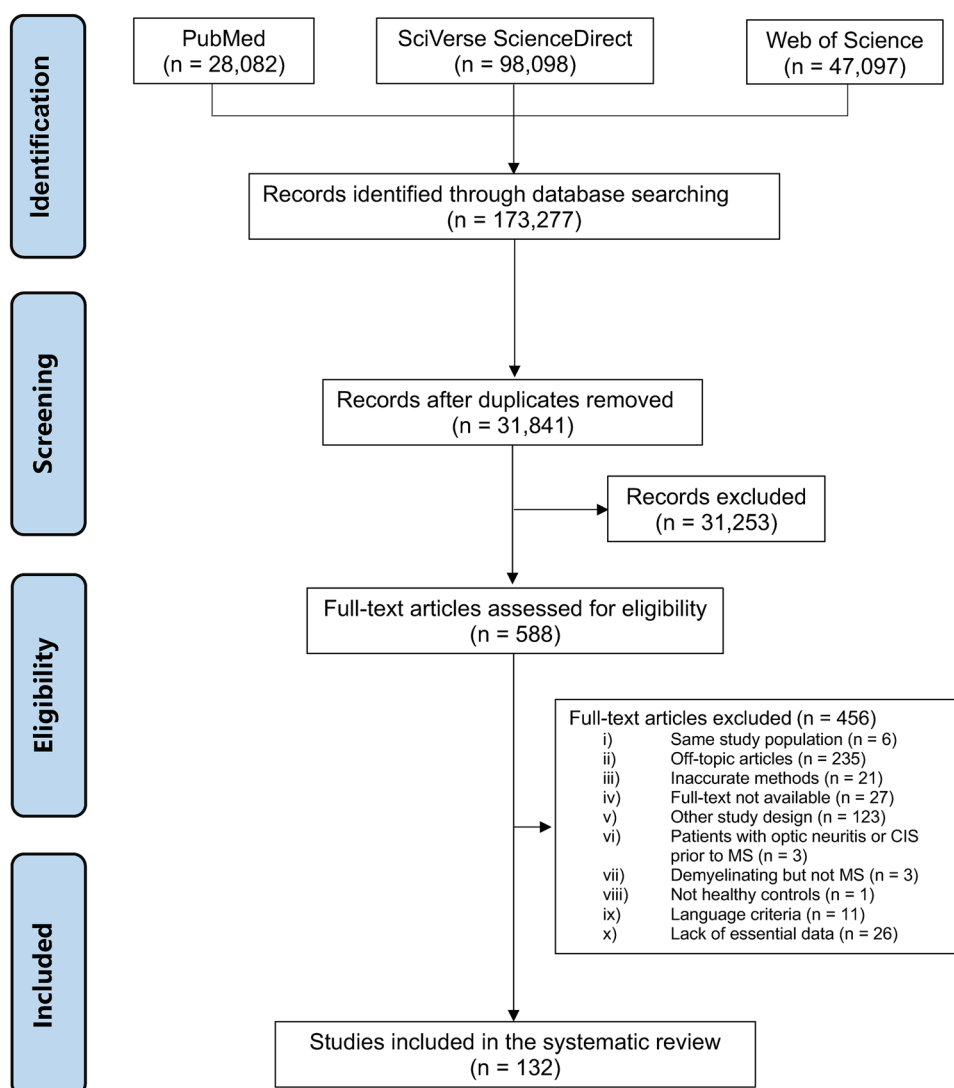 Identification
PubMed
(n = 28,082)
SciVerse ScienceDirect
(n = 98,098)
Web of Science
(n = 47,097)
Records identified through database searching
(n = 173,277)
Screening
Records after duplicates removed
(n = 31,841)
Records excluded
(n = 31,253)
Eligibility
Full-text articles assessed for eligibility
(n = 588)
Full-text articles excluded (n = 456)
i) Same study population (n = 6)
ii) Off-topic articles (n = 235)
iii) Inaccurate methods (n = 21)
iv) Full-text not available (n = 27)
v) Other study design (n = 123)
vi) Patients with optic neuritis or CIS
prior to MS (n = 3)
vii) Demyelinating but not MS (n = 3)
viii) Not healthy controls (n = 1)
ix) Language criteria (n = 11)
x) Lack of essential data (n = 26)
Included
Studies included in the systematic review
(n = 132)